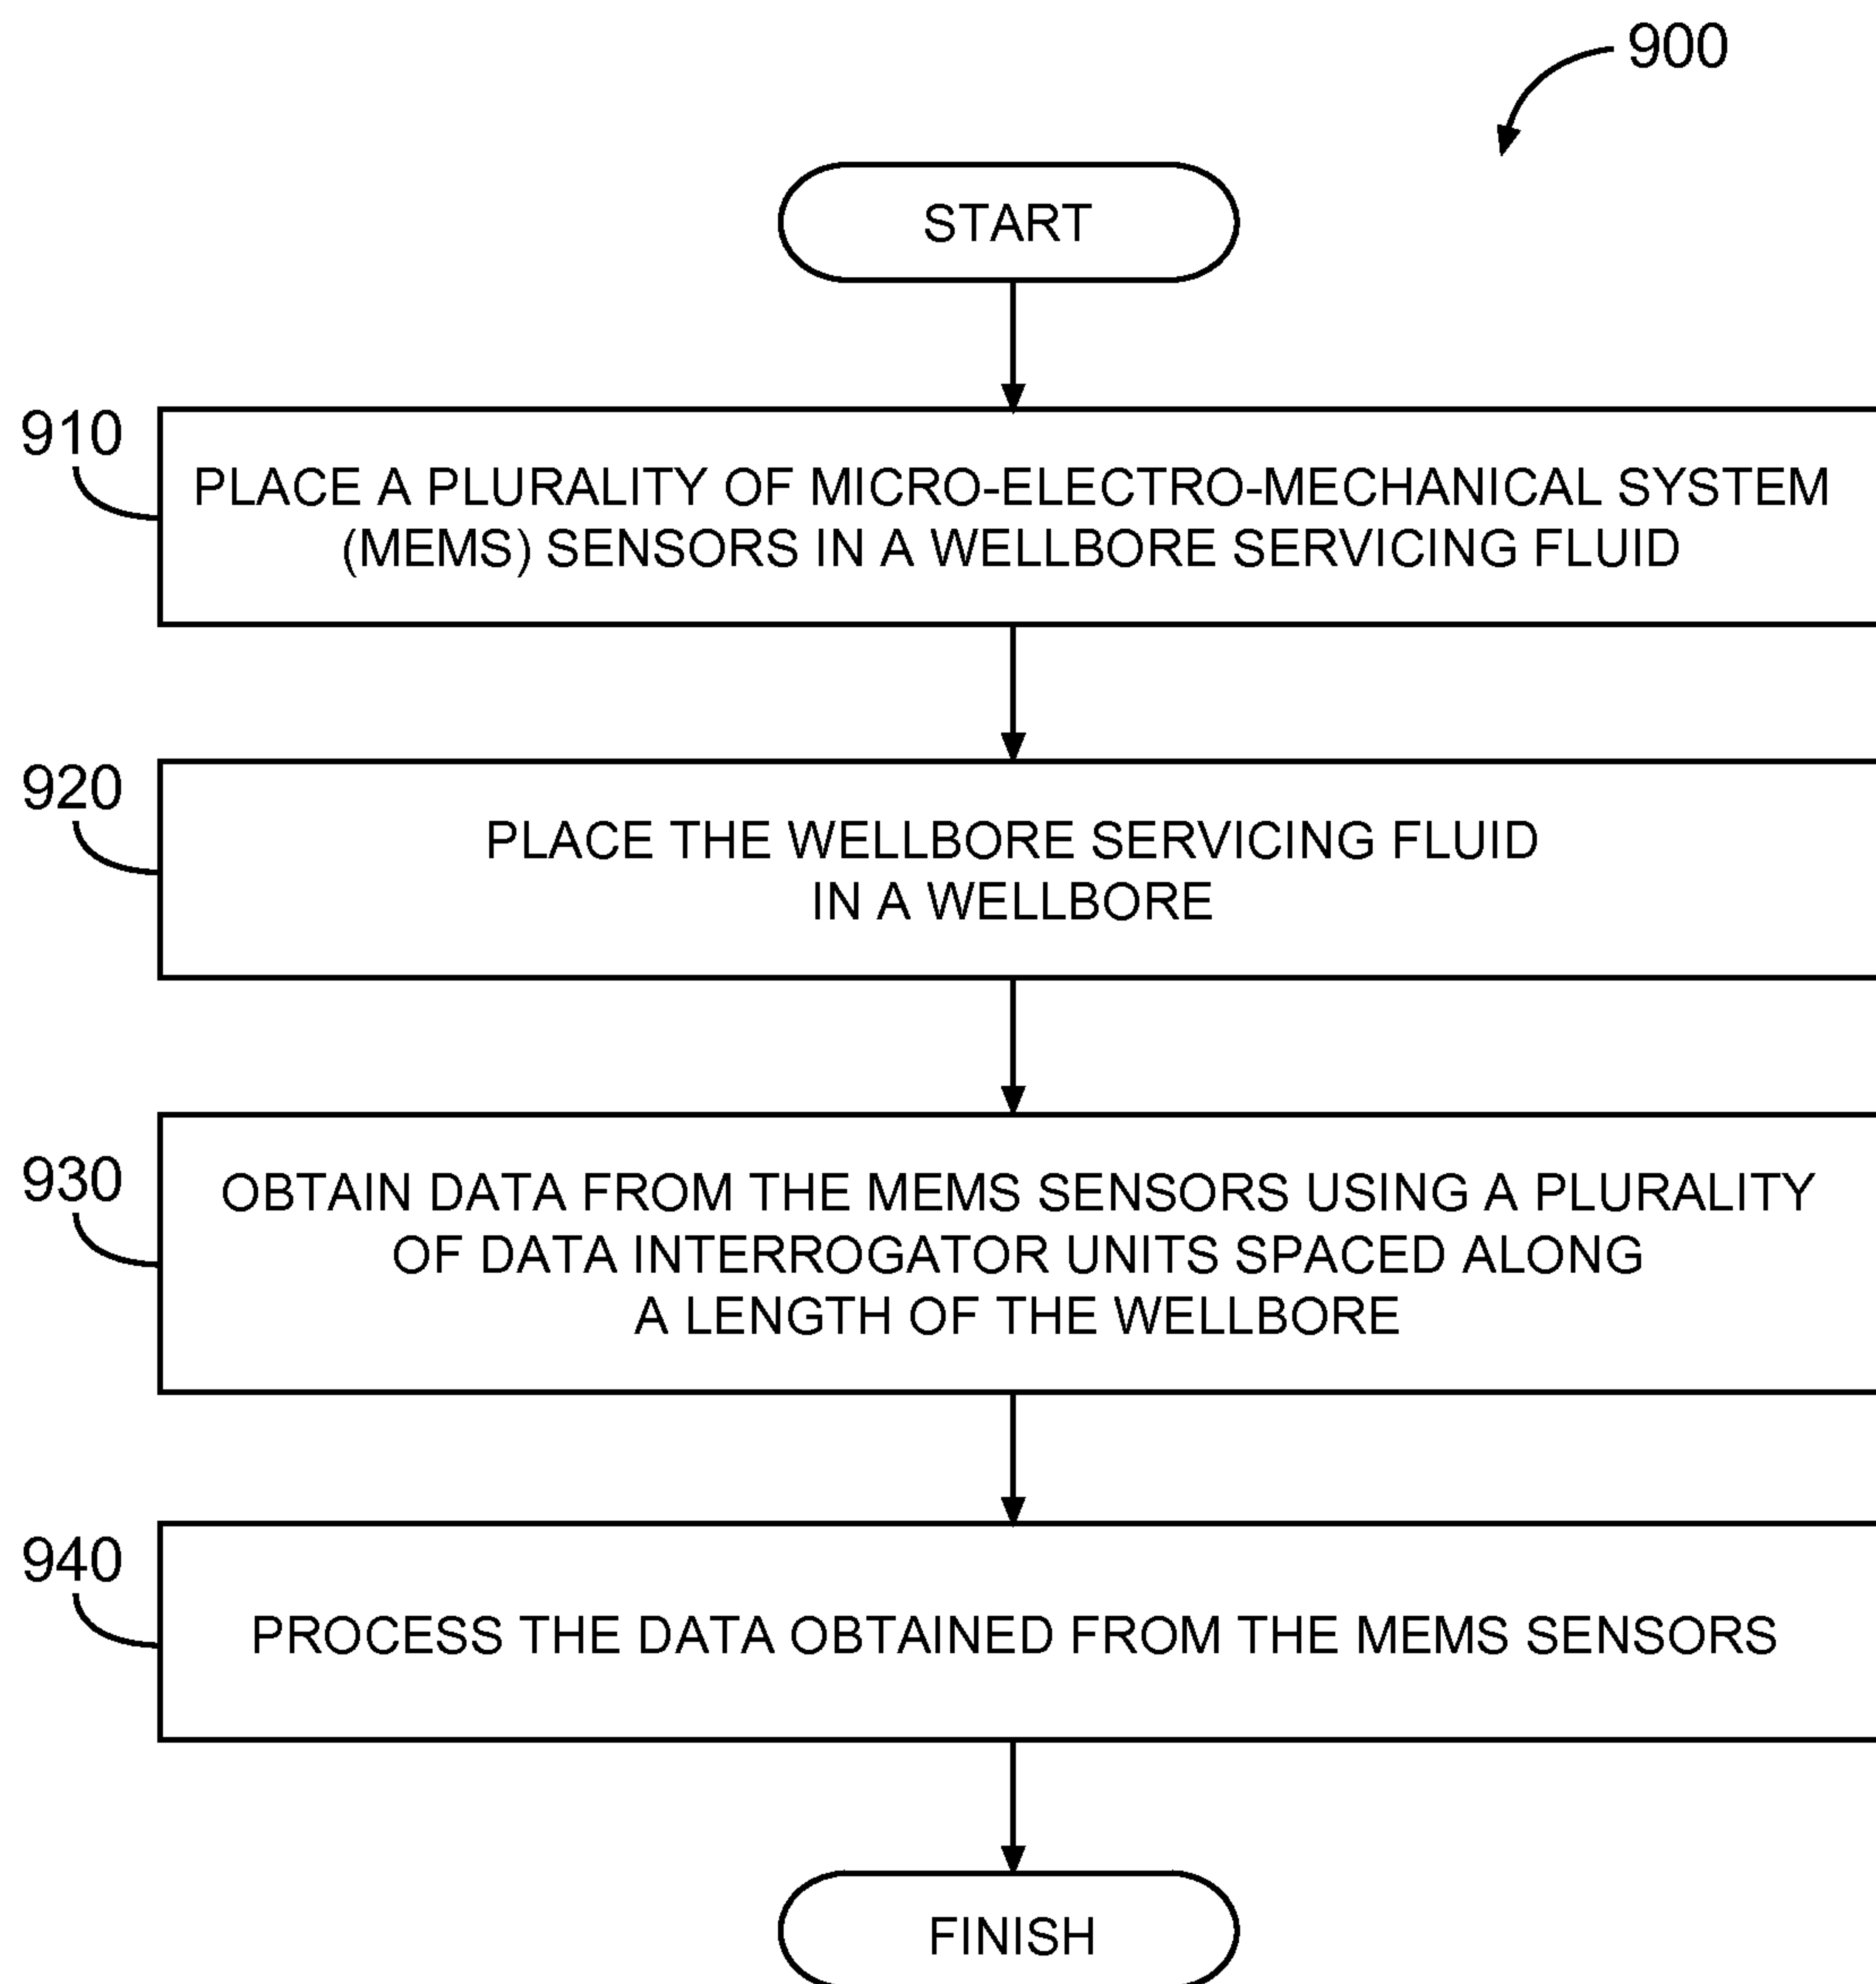 900
START
910
PLACE A PLURALITY OF MICRO-ELECTRO-MECHANICAL SYSTEM
(MEMS) SENSORS IN A WELLBORE SERVICING FLUID
920
PLACE THE WELLBORE SERVICING FLUID
IN A WELLBORE
930
OBTAIN DATA FROM THE MEMS SENSORS USING A PLURALITY
OF DATA INTERROGATOR UNITS SPACED ALONG
A LENGTH OF THE WELLBORE
940
PROCESS THE DATA OBTAINED FROM THE MEMS SENSORS
FINISH